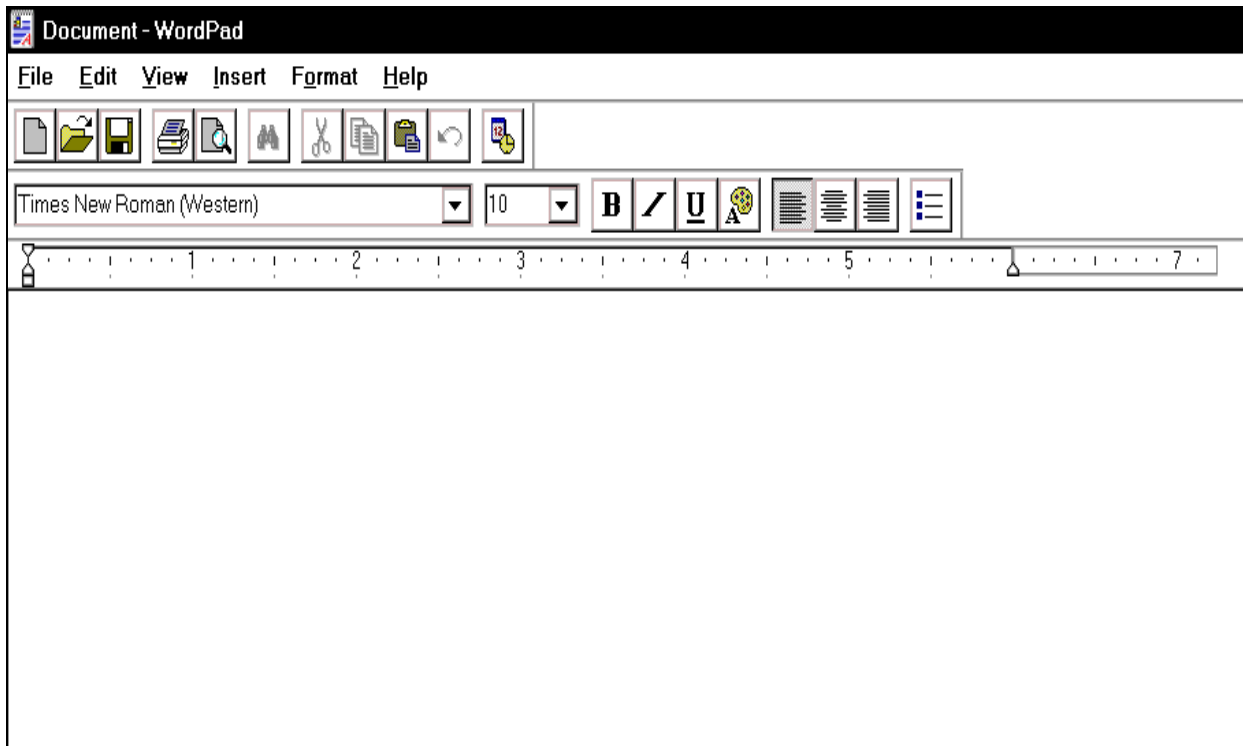 Document - WordPad
File Edit View Insert Format Help
12
Times New Roman (Western) 10 B I U A
1 2 3 4 5 7